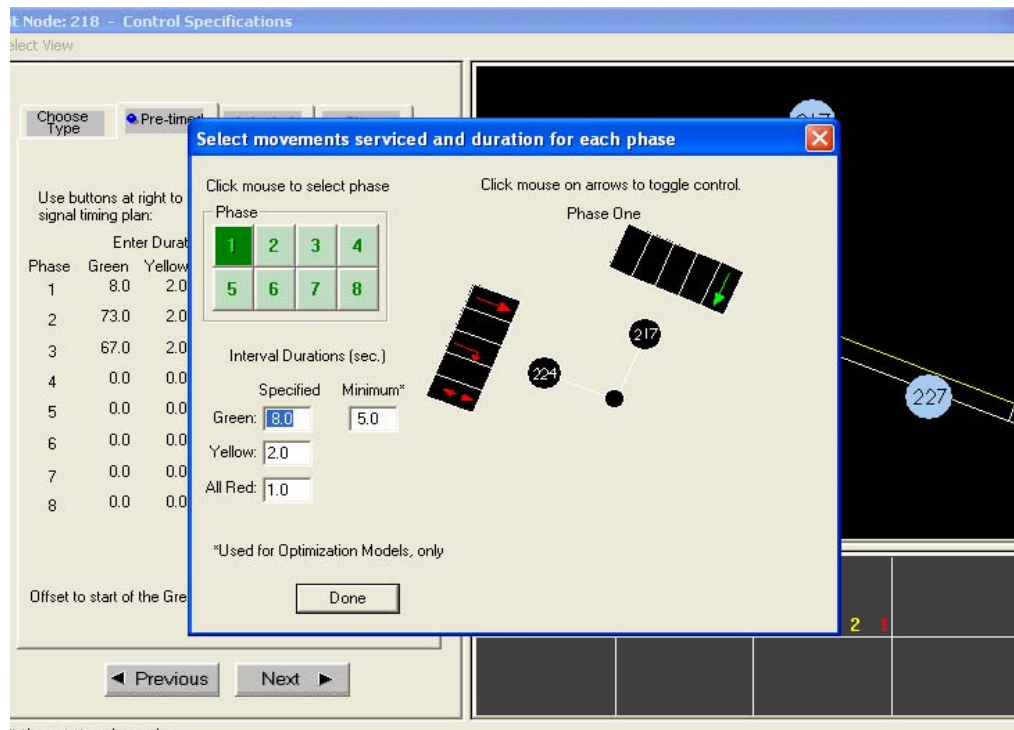 t Node: 218 - Control Specifications
elect View
Choose Type
Pre-timed
Use buttons at right to
signal timing plan:
Enter Durat
Phase Green Yellow
1 8.0 2.0
2 73.0 2.0
3 67.0 2.0
4 0.0 0.0
5 0.0 0.0
6 0.0 0.0
7 0.0 0.0
8 0.0 0.0
Offset to start of the Gre
Previous
Next
Select movements serviced and duration for each phase
Click mouse to select phase
Phase
1 2 3 4
5 6 7 8
Interval Durations (sec.)
Specified Minimum*
Green: 8.0 5.0
Yellow: 2.0
All Red: 1.0
*Used for Optimization Models, only
Done
Click mouse on arrows to toggle control.
Phase One
217
224
227
2 1